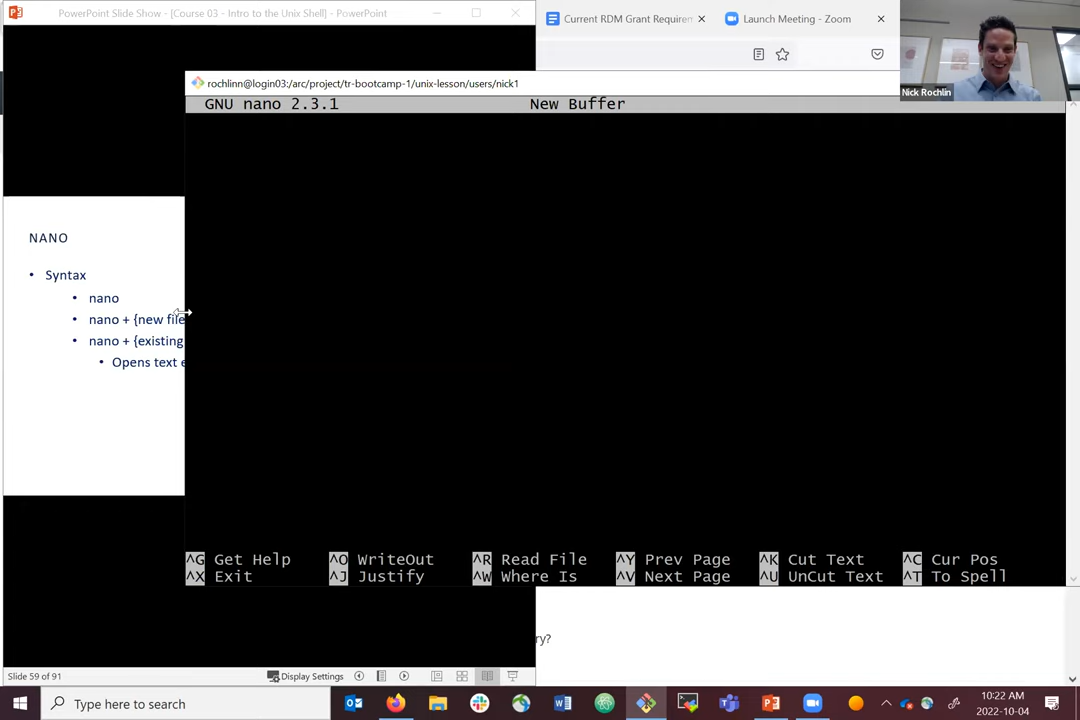 PowerPoint Slide Show - [Course 03 - Intro to the Unix Shell] - PowerPoint
Current RDM Grant Requirem
Launch Meeting - Zoom
Nick Rochlin
rochlinn@login03:/arc/project/tr-bootcamp-1/unix-lesson/users/nick1
GNU nano 2.3.1 New Buffer
NANO
• Syntax
• nano
• nano + {new file
• nano + {existing
• Opens text e
^G Get Help ^O WriteOut ^R Read File ^Y Prev Page ^K Cut Text ^C Cur Pos
^X Exit ^J Justify ^W Where Is ^V Next Page ^U UnCut Text ^T To Spell
ry?
Slide 59 of 91
Display Settings
Type here to search
10:22 AM
2022-10-04